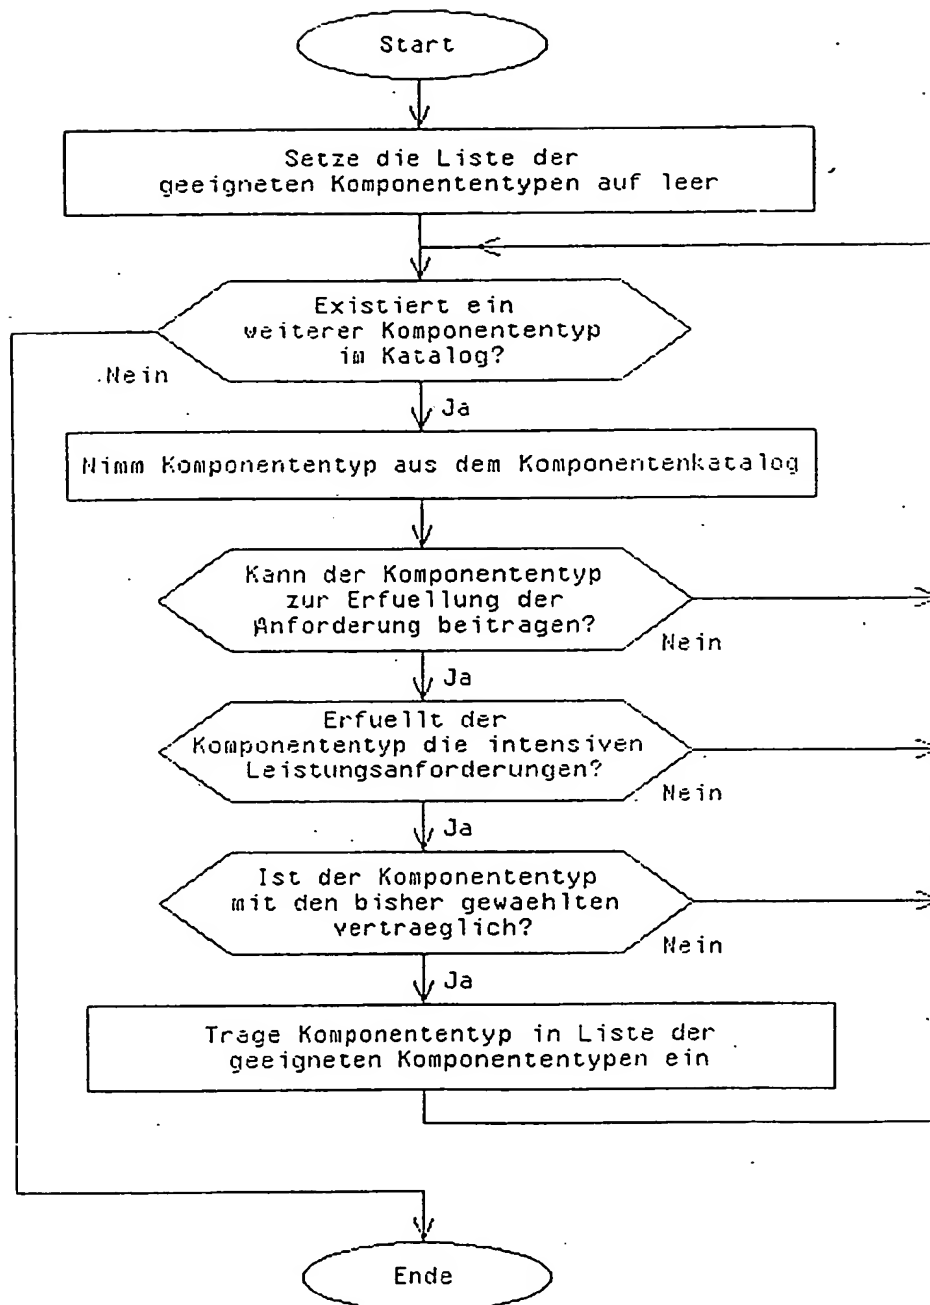 Start
Setze die Liste der
geeigneten Komponententypen auf leer
Existiert ein
weiterer Komponententyp
im Katalog?
Nein
Ja
Nimm Komponententyp aus dem Komponentenkatalog
Kann der Komponententyp
zur Erfuellung der
Anforderung beitragen?
Nein
Ja
Erfuellt der
Komponententyp die intensiven
Leistungsanforderungen?
Nein
Ja
Ist der Komponententyp
mit den bisher gewaehlten
vertraeglich?
Nein
Ja
Trage Komponententyp in Liste der
geeigneten Komponententypen ein
Ende